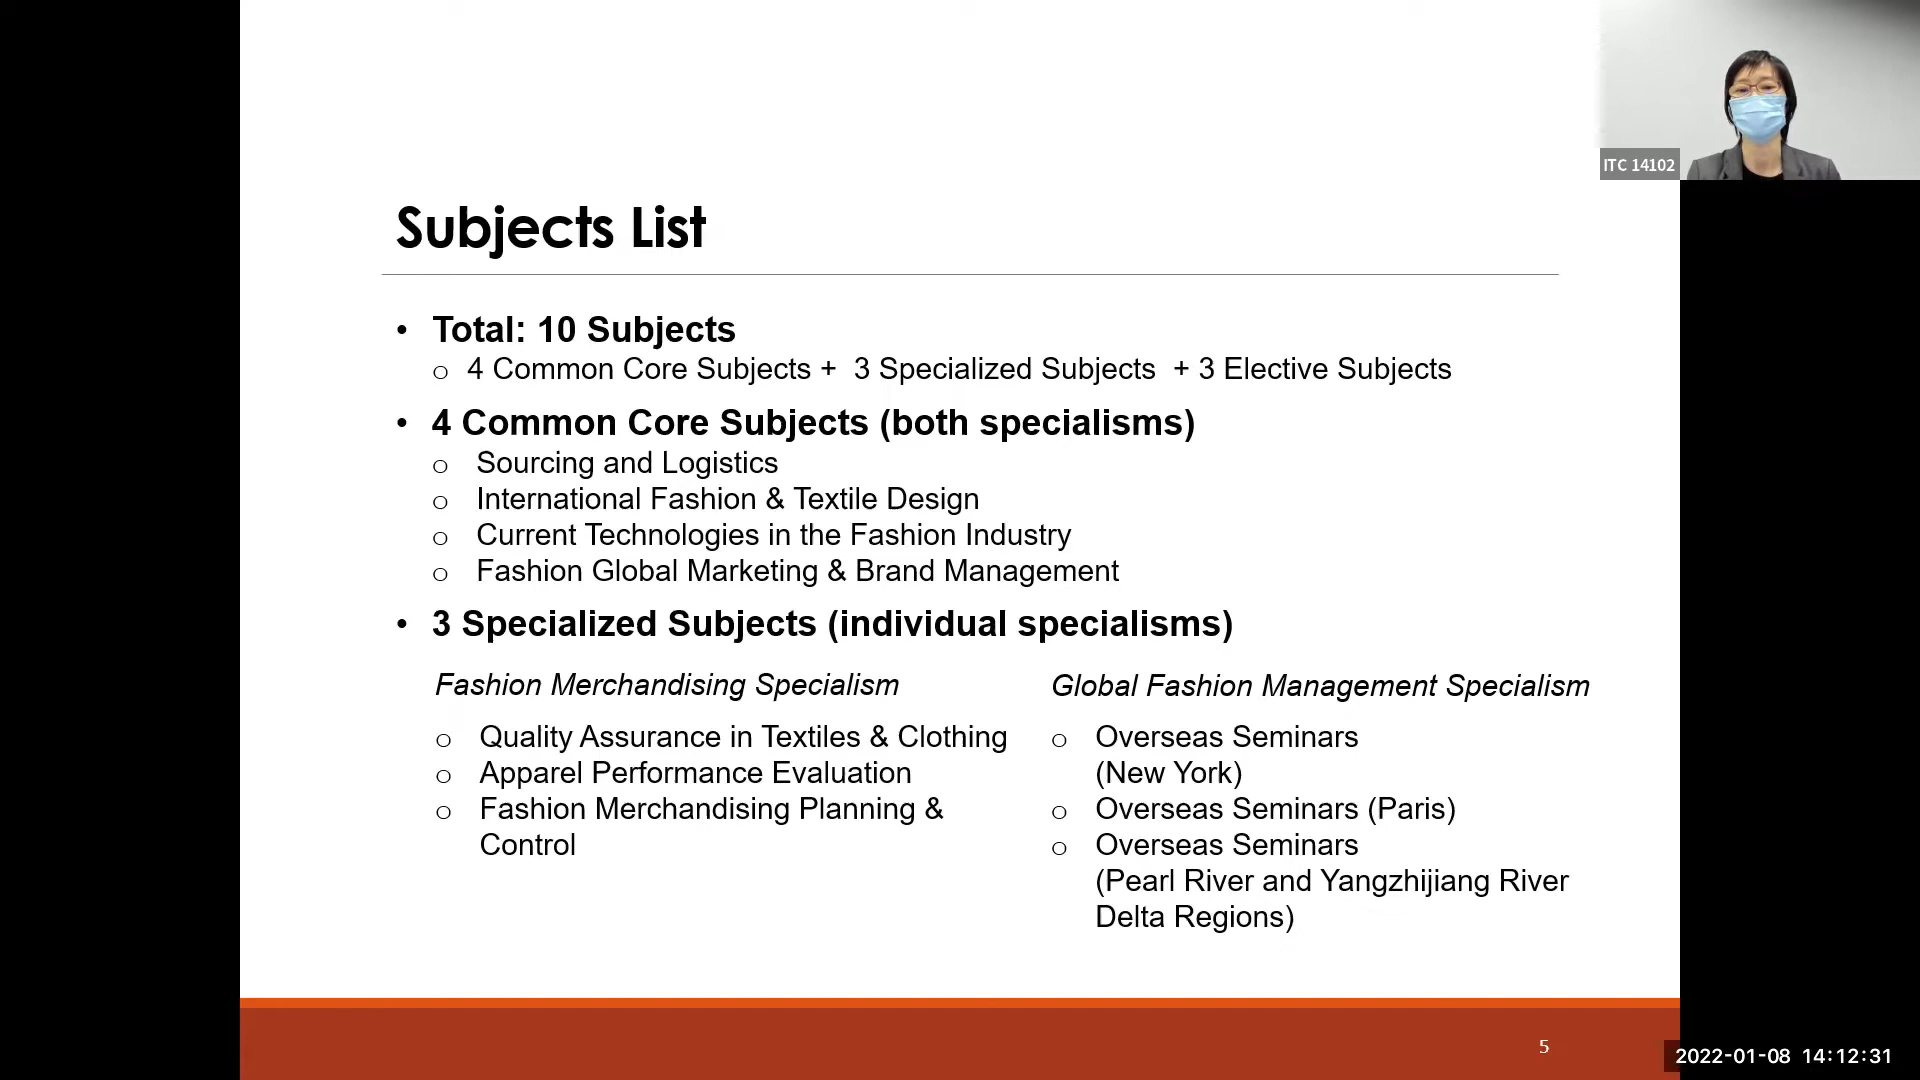 ITC 14102
Subjects List
• Total: 10 Subjects
o 4 Common Core Subjects + 3 Specialized Subjects + 3 Elective Subjects
• 4 Common Core Subjects (both specialisms)
o Sourcing and Logistics
o International Fashion & Textile Design
o Current Technologies in the Fashion Industry
o Fashion Global Marketing & Brand Management
• 3 Specialized Subjects (individual specialisms)
Fashion Merchandising Specialism
o Quality Assurance in Textiles & Clothing
o Apparel Performance Evaluation
o Fashion Merchandising Planning &
Control
Global Fashion Management Specialism
o Overseas Seminars
(New York)
o Overseas Seminars (Paris)
o Overseas Seminars
(Pearl River and Yangzhijiang River
Delta Regions)
5
2022-01-08 14:12:31